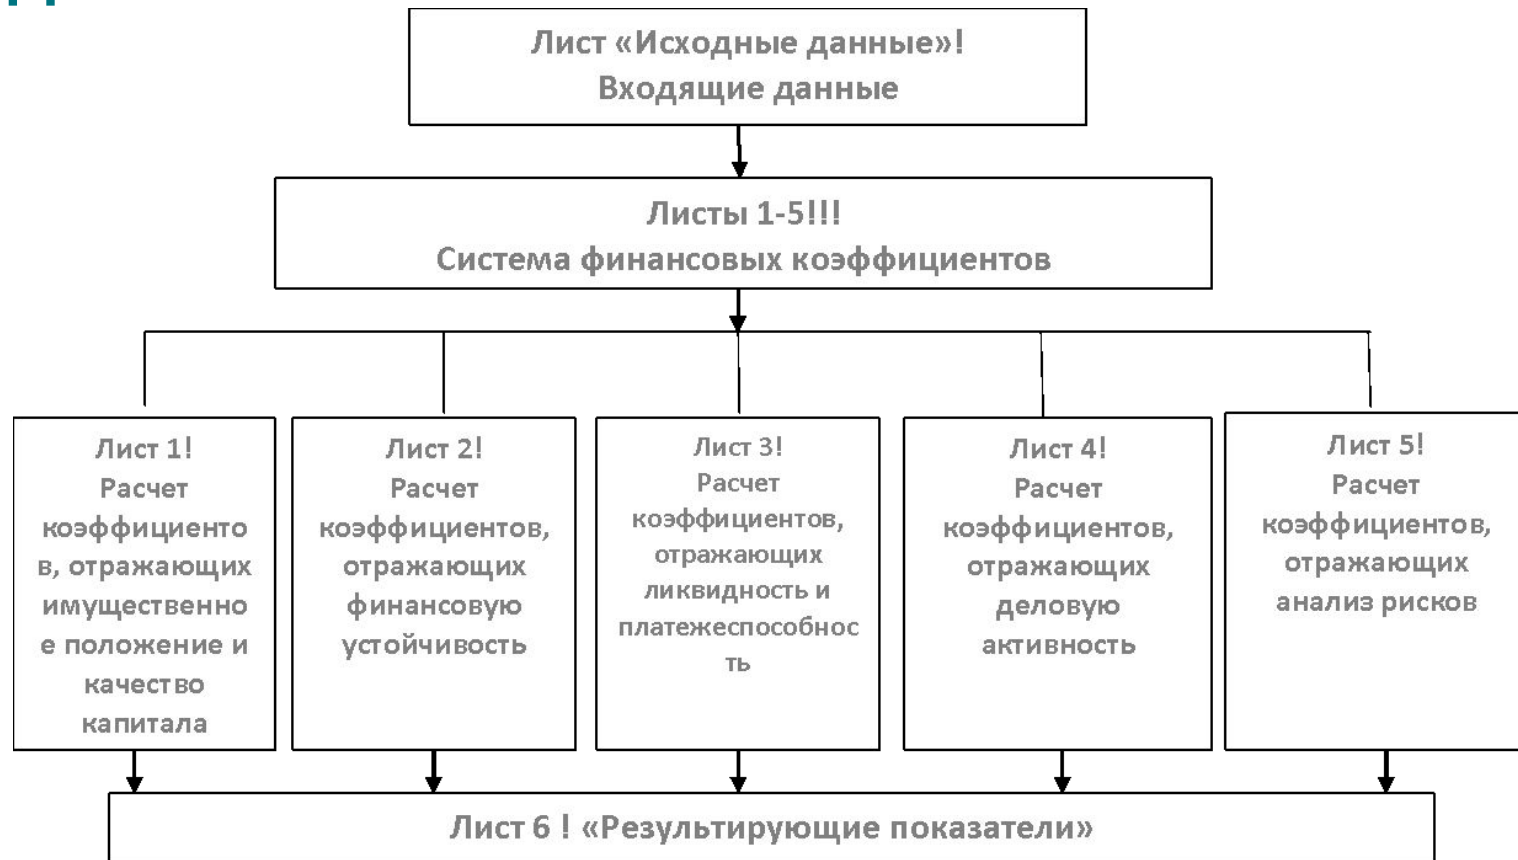 Лист «Исходные данные»!
Входящие данные
Листы 1-5!!!
Система финансовых коэффициентов
Лист 1!
Расчет
коэффициенто
в, отражающих
имущественно
е положение и
качество
капитала
Лист 2!
Расчет
коэффициентов,
отражающих
финансовую
устойчивость
Лист 3!
Расчет
коэффициентов,
отражающих
ликвидность и
платежеспособнос
ть
Лист 4!
Расчет
коэффициентов,
отражающих
деловую
активность
Лист 5!
Расчет
коэффициентов,
отражающих
анализ рисков
Лист 6 ! «Результирующие показатели»